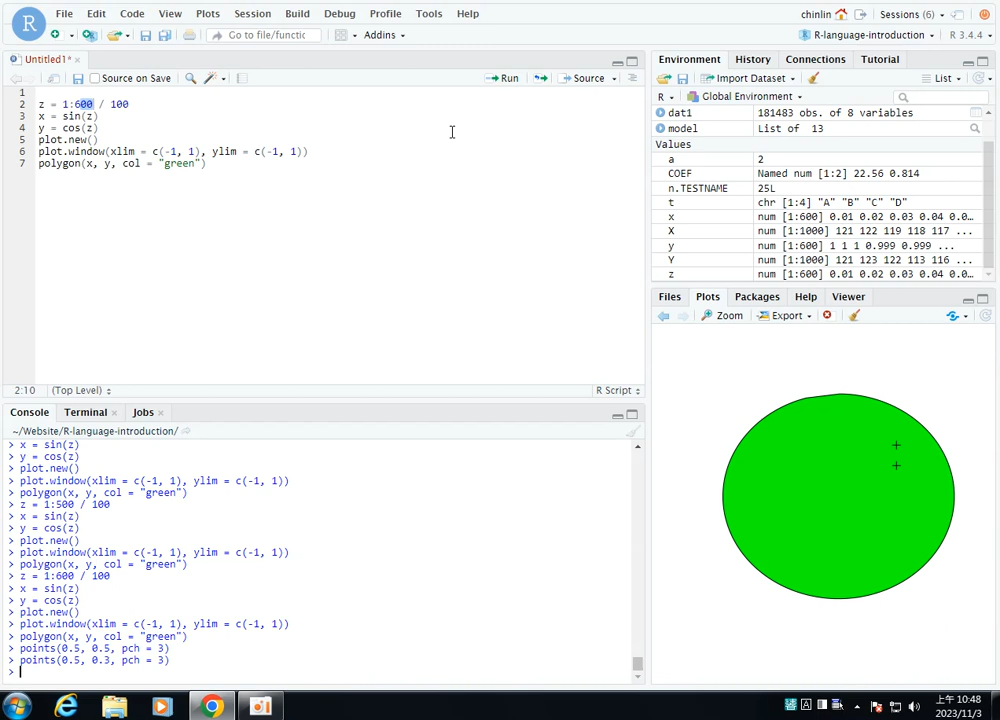 File Edit Code View Plots Session Build Debug Profile Tools Help
chinlin Sessions (6)
Go to file/functic Addins
R-language-introduction R 3.4.4
Untitled1*
Source on Save Run Source
1
2 z = 1:600 / 100
3 x = sin(z)
4 y = cos(z)
5 plot.new()
6 plot.window(xlim = c(-1, 1), ylim = c(-1, 1))
7 polygon(x, y, col = "green")
2:10 (Top Level) R Script
Console Terminal Jobs
~/Website/R-language-introduction/
> x = sin(z)
> y = cos(z)
> plot.new()
> plot.window(xlim = c(-1, 1), ylim = c(-1, 1))
> polygon(x, y, col = "green")
> z = 1:500 / 100
> x = sin(z)
> y = cos(z)
> plot.new()
> plot.window(xlim = c(-1, 1), ylim = c(-1, 1))
> polygon(x, y, col = "green")
> z = 1:600 / 100
> x = sin(z)
> y = cos(z)
> plot.new()
> plot.window(xlim = c(-1, 1), ylim = c(-1, 1))
> polygon(x, y, col = "green")
> points(0.5, 0.5, pch = 3)
> points(0.5, 0.3, pch = 3)
>
Environment History Connections Tutorial
Import Dataset List
R Global Environment
dat1 181483 obs. of 8 variables
model List of 13
Values
a 2
COEF Named num [1:2] 22.56 0.814
n.TESTNAME 25L
t chr [1:4] "A" "B" "C" "D"
x num [1:600] 0.01 0.02 0.03 0.04 0.0…
X num [1:1000] 121 122 119 118 117 ...
y num [1:600] 1 1 1 0.999 0.999 ...
Y num [1:1000] 121 123 122 113 116 ...
z num [1:600] 0.01 0.02 0.03 0.04 0.0…
Files Plots Packages Help Viewer
Zoom Export
上午 10:48
2023/11/3